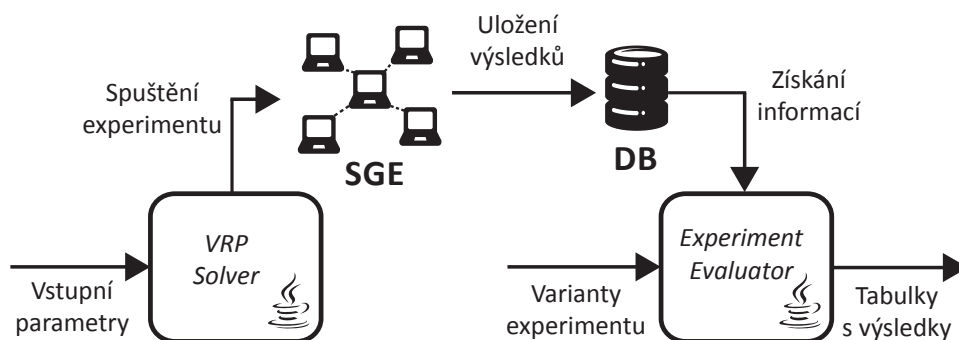 Spuštění
experimentu
SGE
Uložení
výsledků
DB
Získání
informací
VRP
Solver
Vstupní
parametry
Experiment
Evaluator
Varianty
experimentu
Tabulky
s výsledky